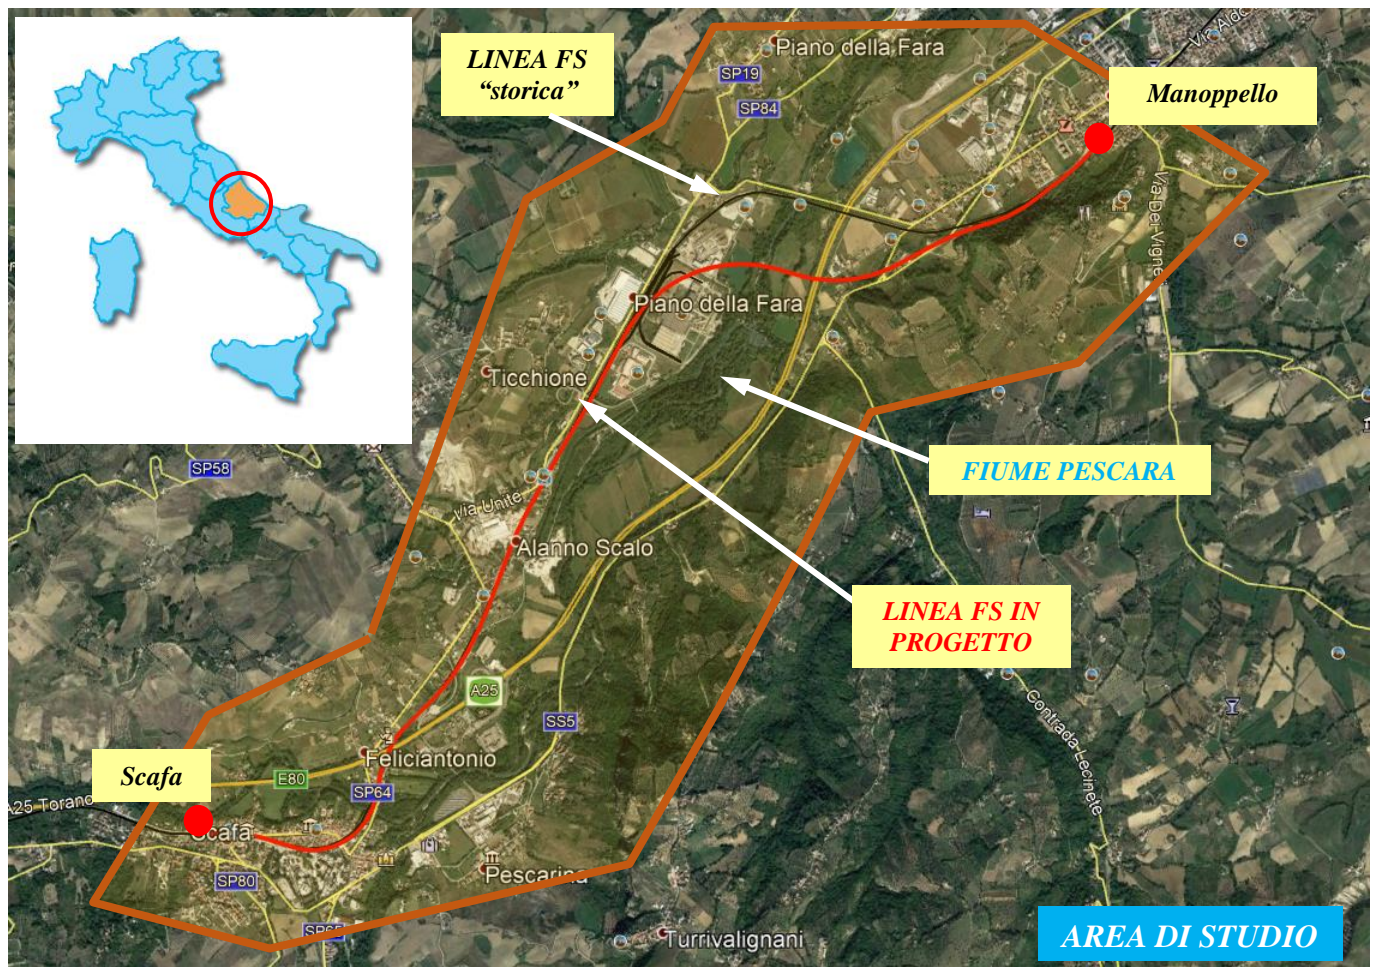 LINEA FS
“storica”
Piano della Fara
SP19
SP84
Manoppello
Via Dei Vigne
Piano della Fara
Ticchione
FIUME PESCARA
SP58
via Unite
Alanno Scalo
LINEA FS IN
PROGETTO
A25
SS5
Contrada Lecinete
Feliciantonio
Scafa
E80
SP64
A25 Torano
Scafa
SP80
Pescarina
SP65
Turrivalignani
AREA DI STUDIO